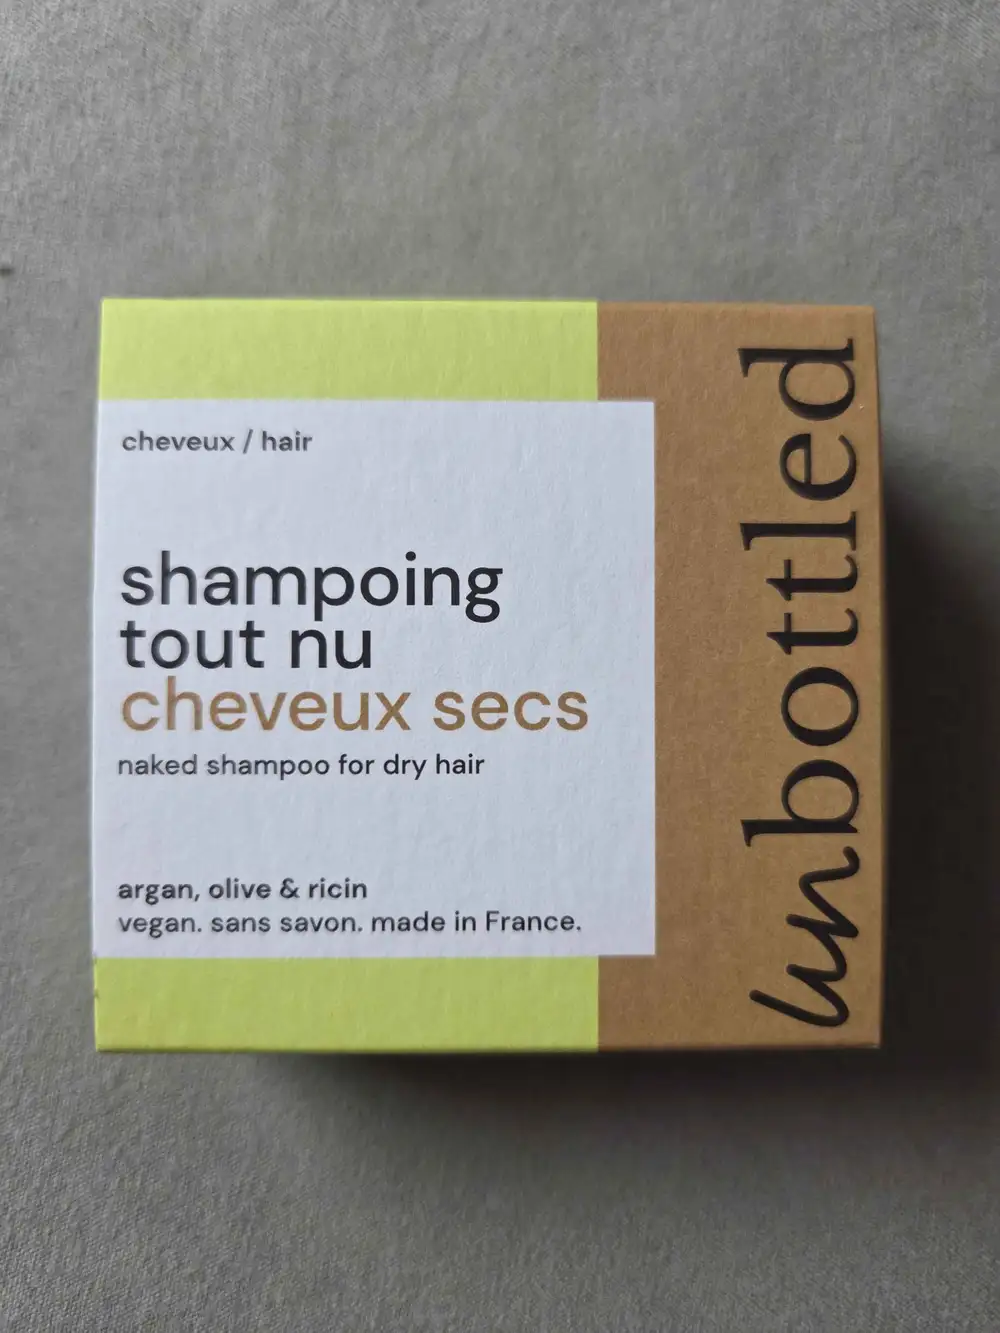 cheveux / hair
shampoing
tout nu
cheveux secs
naked shampoo for dry hair
argan, olive & ricin
vegan. sans savon. made in France.
unbottled